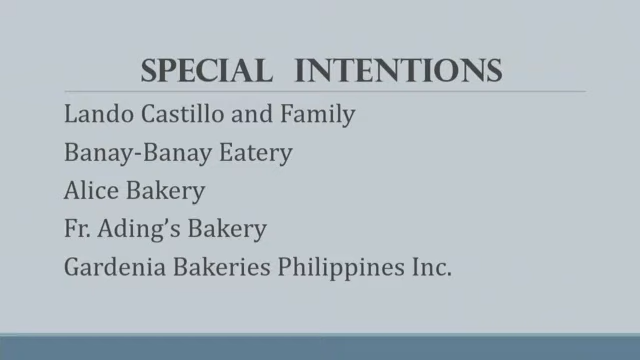 SPECIAL INTENTIONS
Lando Castillo and Family
Banay-Banay Eatery
Alice Bakery
Fr. Ading’s Bakery
Gardenia Bakeries Philippines Inc.